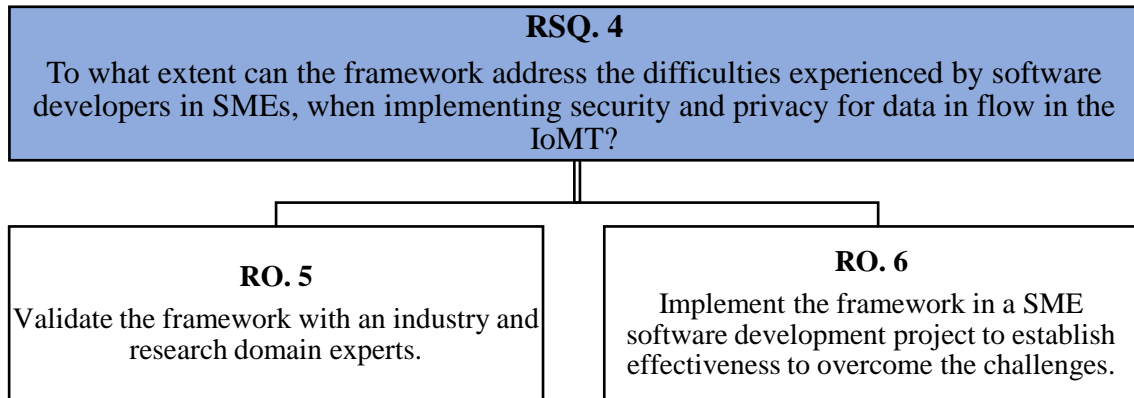 RSQ. 4
To what extent can the framework address the difficulties experienced by software
developers in SMEs, when implementing security and privacy for data in flow in the
IoMT?
RO. 5
Validate the framework with an industry and
research domain experts.
RO. 6
Implement the framework in a SME
software development project to establish
effectiveness to overcome the challenges.